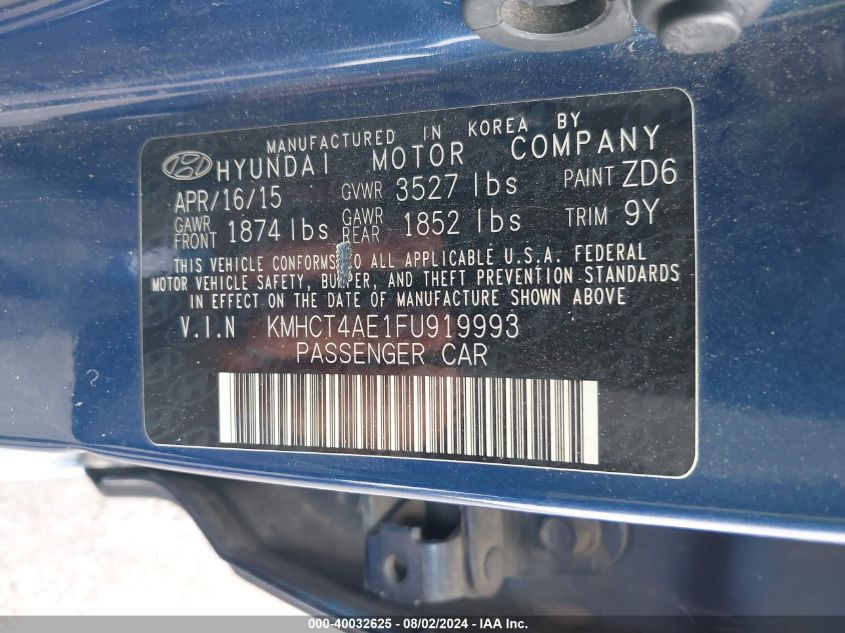 MANUFACTURED IN KOREA BY
HYUNDAI MOTOR COMPANY
APR/16/15 GVWR 3527 lbs PAINT ZD6
GAWR FRONT 1874 lbs GAWR REAR 1852 lbs TRIM 9Y
THIS VEHICLE CONFORMS TO ALL APPLICABLE U.S.A. FEDERAL
MOTOR VEHICLE SAFETY, BUMPER, AND THEFT PREVENTION STANDARDS
IN EFFECT ON THE DATE OF MANUFACTURE SHOWN ABOVE
V.I.N KMHCT4AE1FU919993
PASSENGER CAR
000-40032625 - 08/02/2024 - IAA Inc.